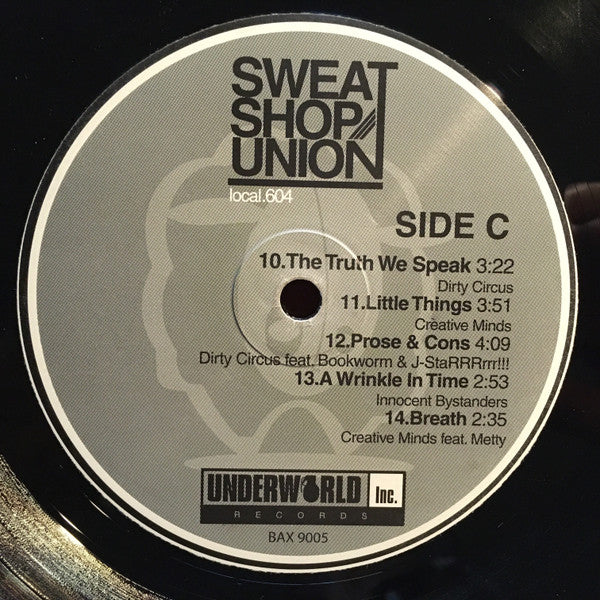 SWEAT
SHOP
UNION
local.604
SIDE C
10.The Truth We Speak 3:22
Dirty Circus
11.Little Things 3:51
Creative Minds
12.Prose & Cons 4:09
Dirty Circus feat. Bookworm & J-StaRRRrrr!!!
13.A Wrinkle In Time 2:53
Innocent Bystanders
14.Breath 2:35
Creative Minds feat. Metty
UNDERWORLD Inc.
RECORDS
BAX 9005